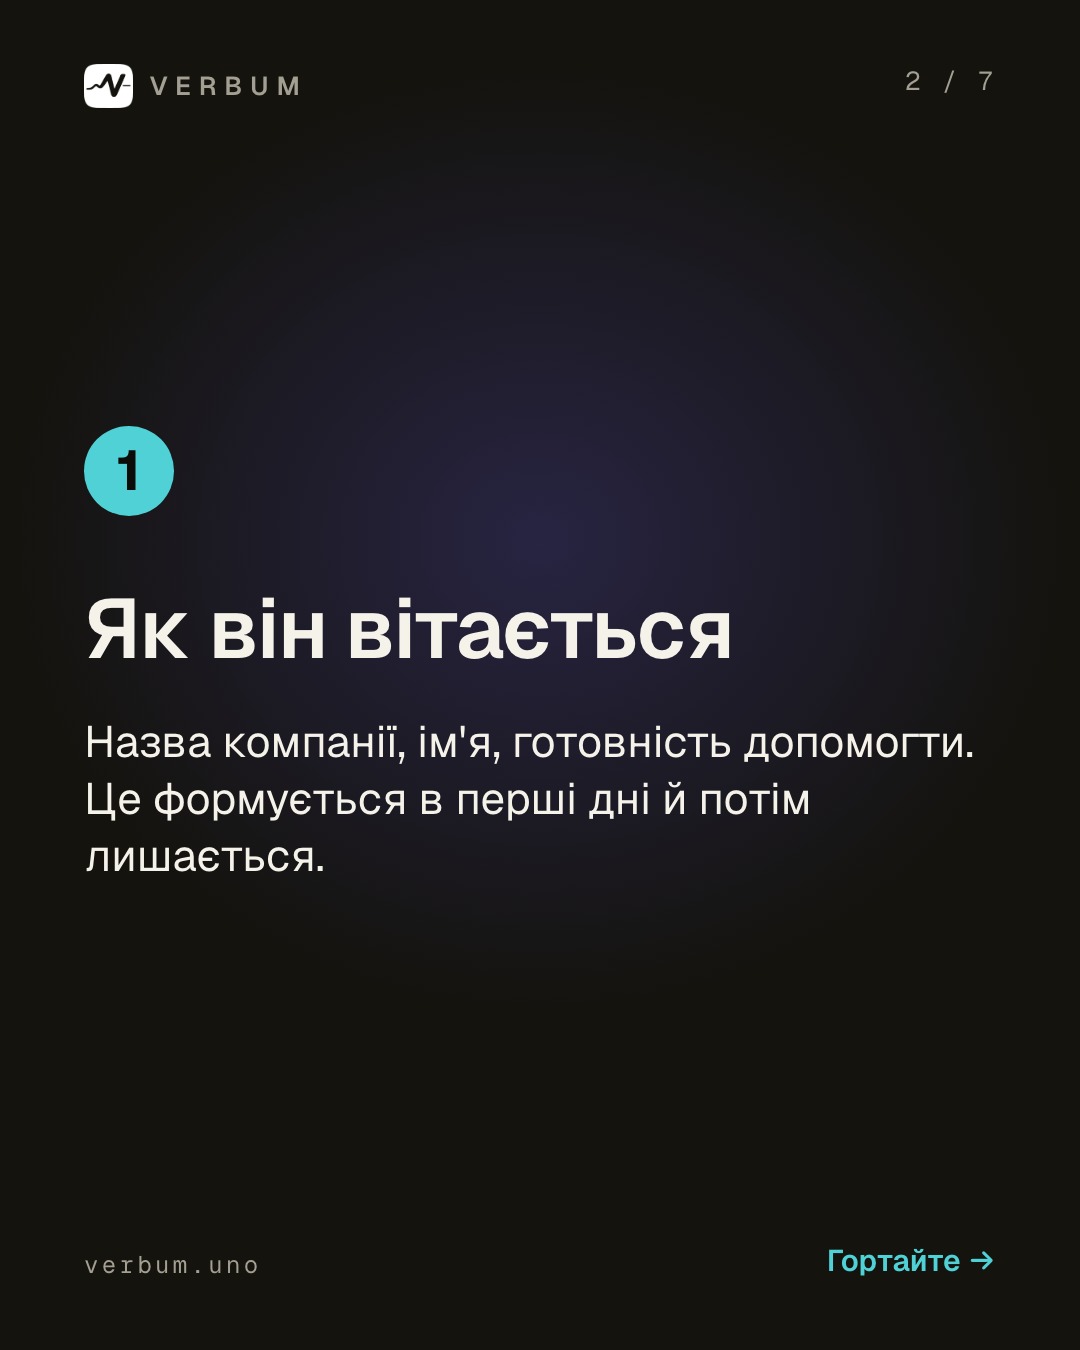 VERBUM
2 / 7
1
Як він вітається
Назва компанії, ім'я, готовність допомогти.
Це формується в перші дні й потім
лишається.
verbum.uno
Гортайте →